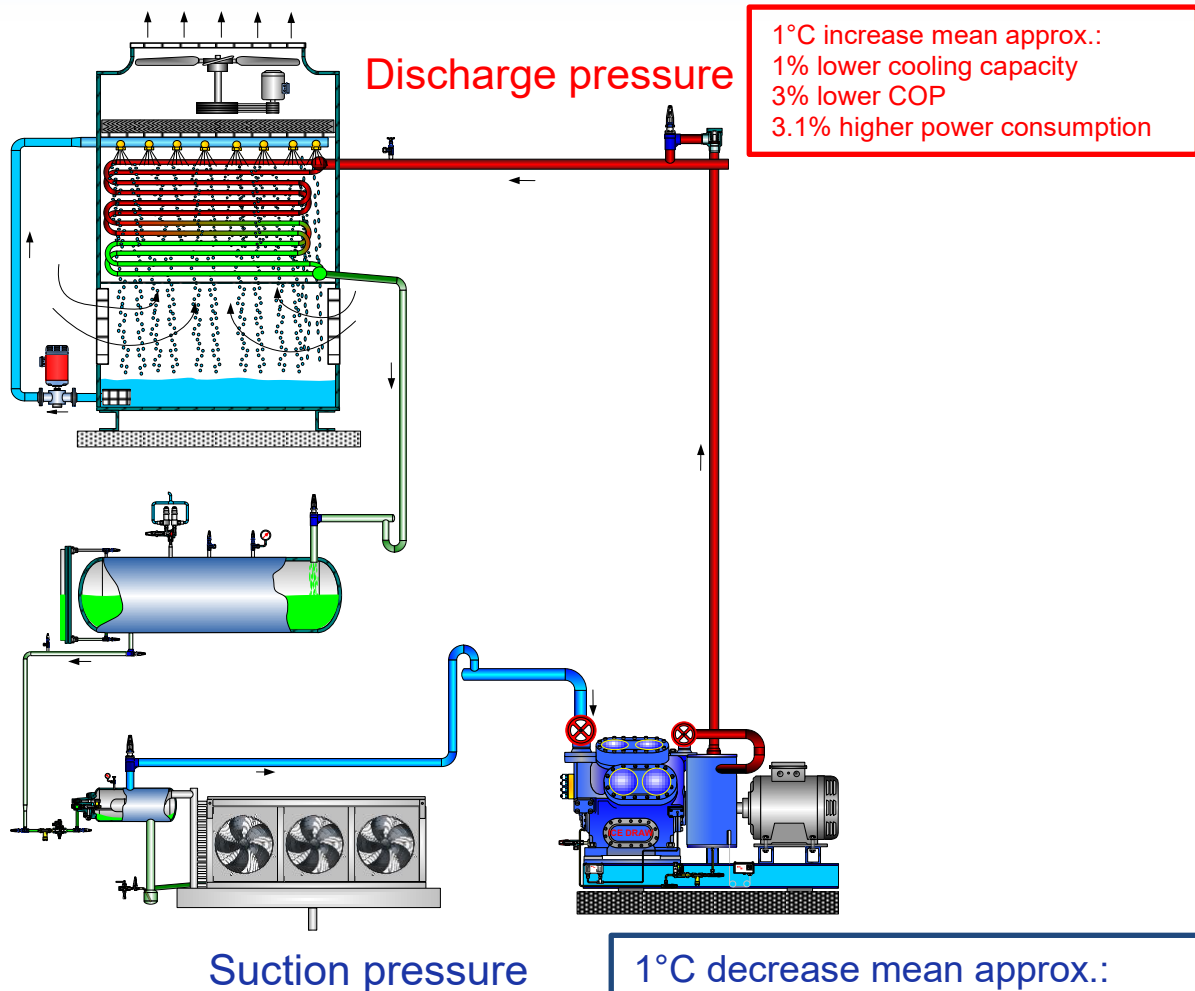 Discharge pressure
1°C increase mean approx.:
1% lower cooling capacity
3% lower COP
3.1% higher power consumption
Suction pressure
1°C decrease mean approx.: